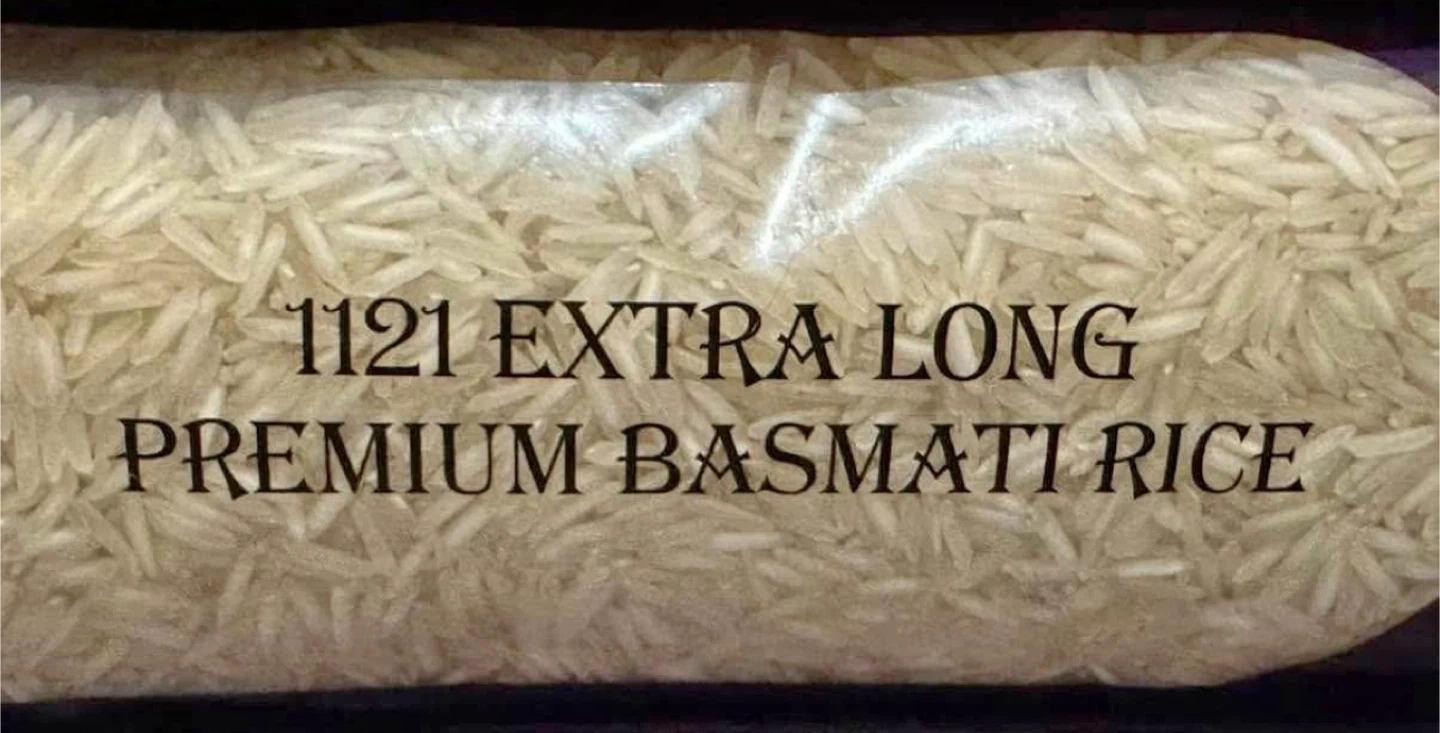 1121 EXTRA LONG
PREMIUM BASMATI RICE